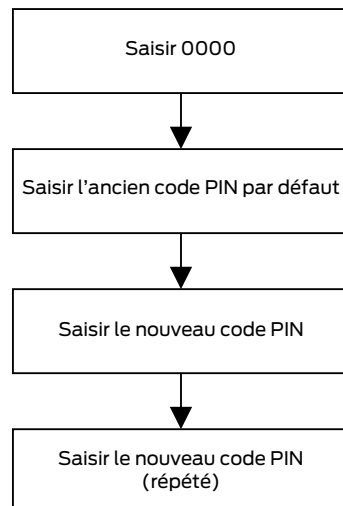 Saisir 0000
Saisir l’ancien code PIN par défaut
Saisir le nouveau code PIN
Saisir le nouveau code PIN
(répété)